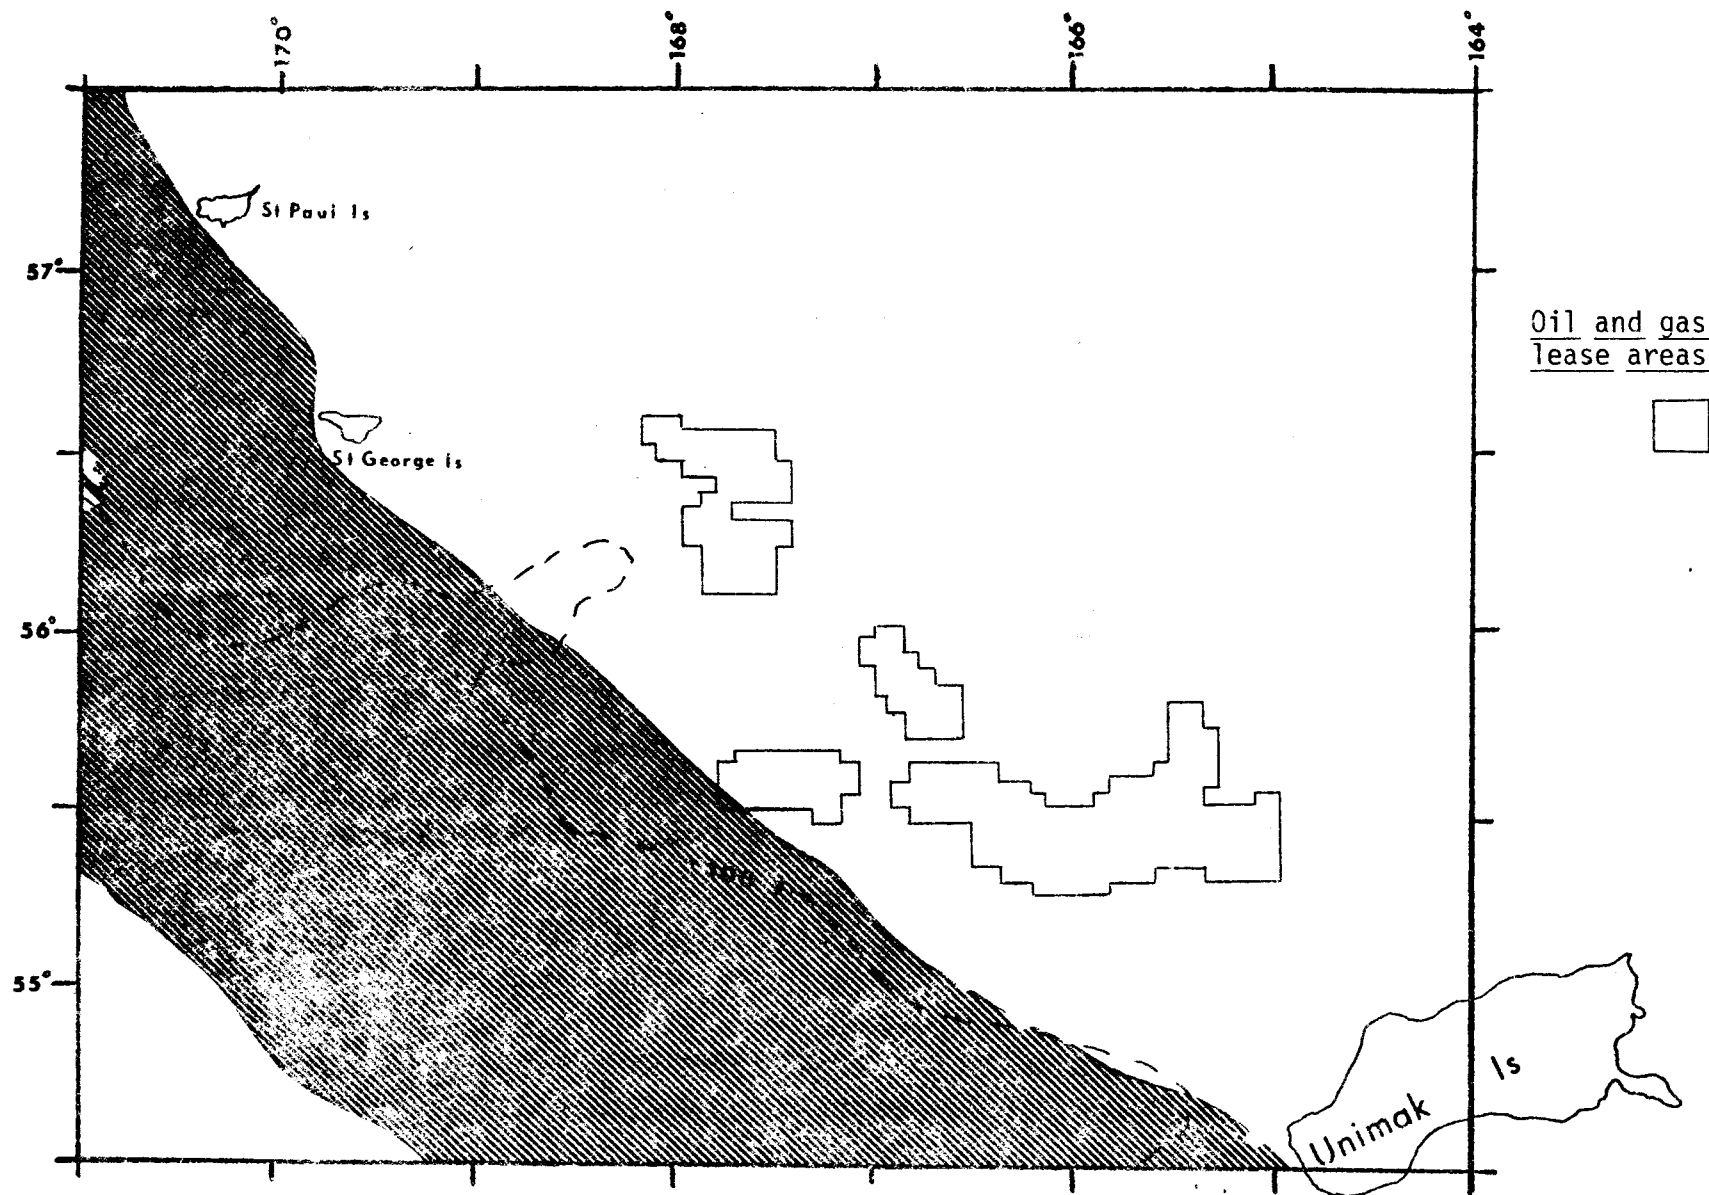 170°
168°
166°
164°
St Paul Is
57°
Oil and gas
lease areas
St George is
56°
100
55°
Unimak Is